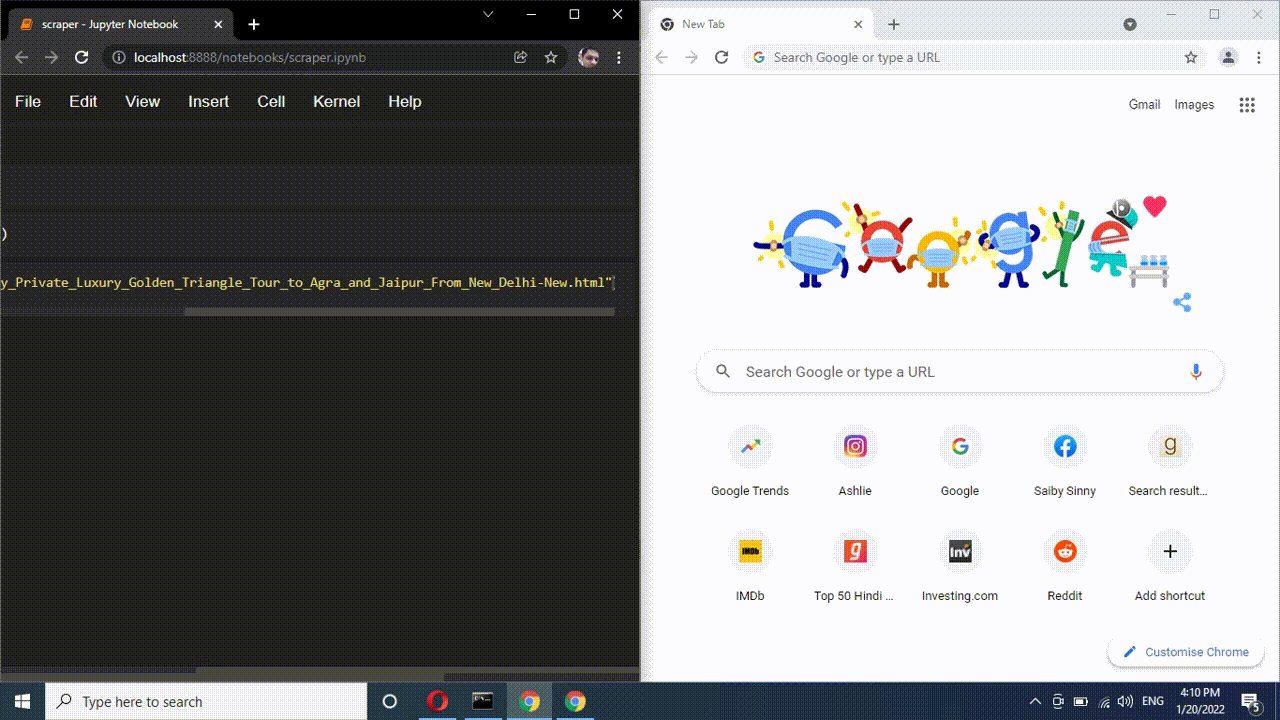 scraper - Jupyter Notebook
localhost:8888/notebooks/scraper.ipynb
File Edit View Insert Cell Kernel Help
)
y_Private_Luxury_Golden_Triangle_Tour_to_Agra_and_Jaipur_From_New_Delhi-New.html"
New Tab
Search Google or type a URL
Gmail Images
Google
Search Google or type a URL
Google Trends Ashlie Google Saiby Sinny Search result...
g
IMDb
g
Inv
IMDb Top 50 Hindi ... Investing.com Reddit Add shortcut
Customise Chrome
Type here to search
ENG
4:10 PM
1/20/2022
5